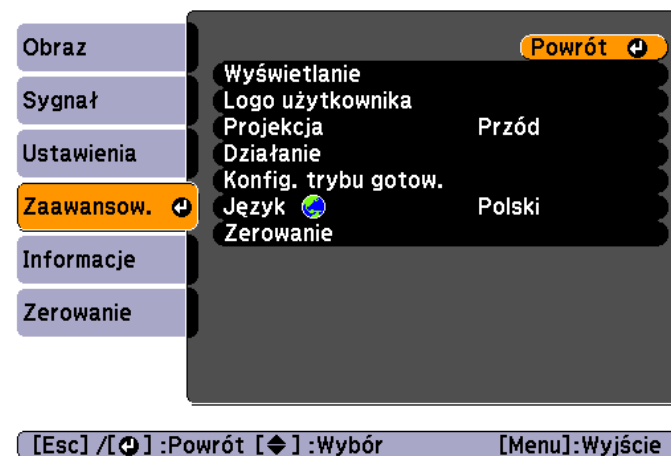 Obraz
Sygnał
Ustawienia
Zaawansow.
Informacje
Zerowanie
Powrót
Wyświetlanie
Logo użytkownika
Projekcja Przód
Działanie
Konfig. trybu gotow.
Język Polski
Zerowanie
[Esc] /[ ] :Powrót [ ] :Wybór [Menu]:Wyjście